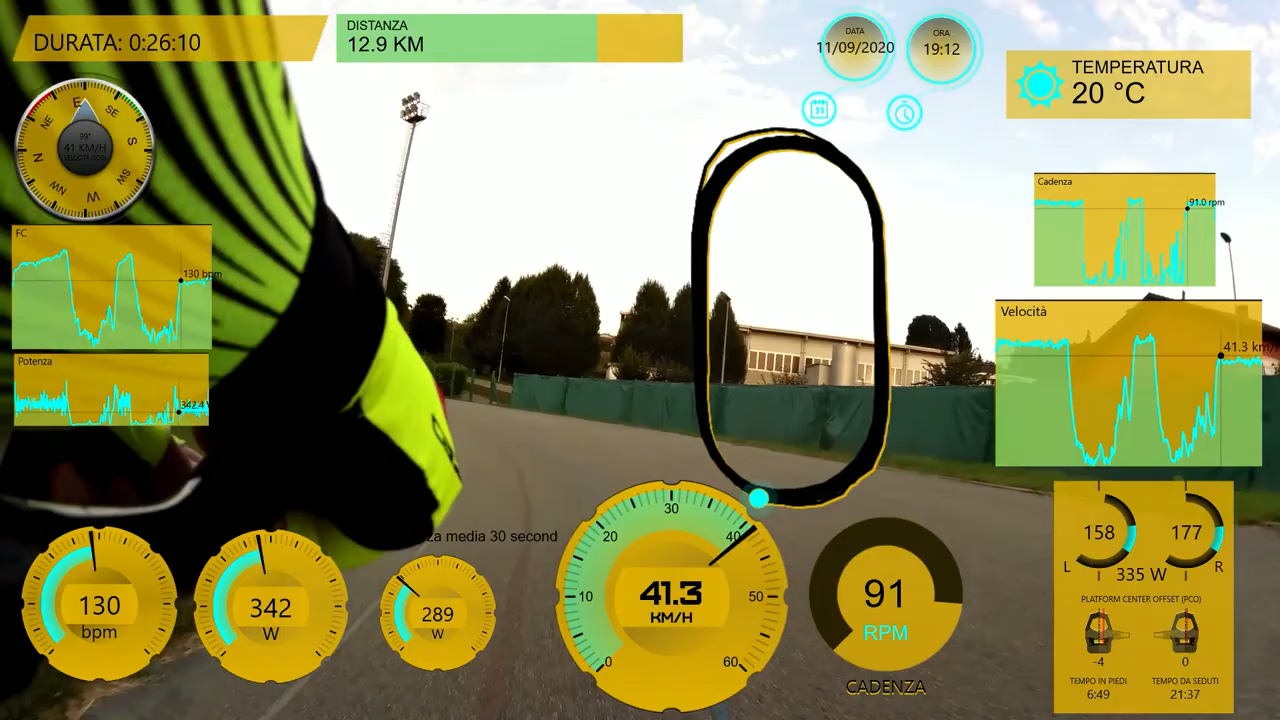 DURATA: 0:26:10
DISTANZA
12.9 KM
DATA
11/09/2020
ORA
19:12
31
TEMPERATURA
20 °C
E
SE
S
SW
W
NW
N
NE
99°
41 KM/H
FC
130 bpm
Potenza
342.4
Cadenza
91.0 rpm
Velocità
41.3 km/
130
bpm
342
W
za media 30 second
289
W
0
10
20
30
40
50
60
41.3
KM/H
91
RPM
CADENZA
158
177
L
335 W
R
PLATFORM CENTER OFFSET (PCO)
-4
0
TEMPO IN PIEDI
6:49
TEMPO DA SEDUTI
21:37